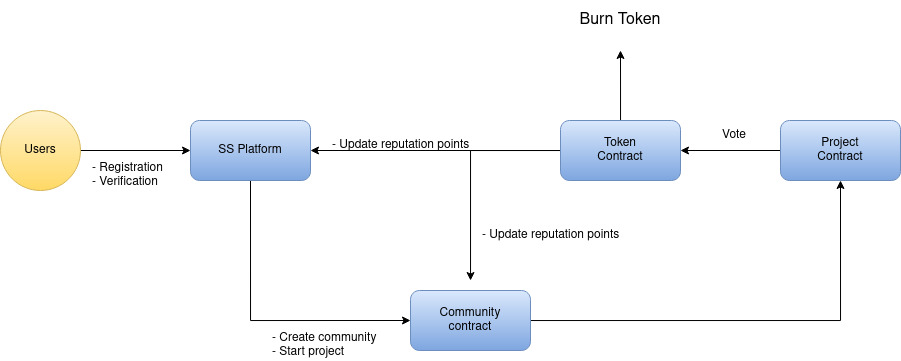 Burn Token
Users
- Registration
- Verification
SS Platform
- Update reputation points
Token
Contract
Vote
Project
Contract
- Update reputation points
Community
contract
- Create community
- Start project